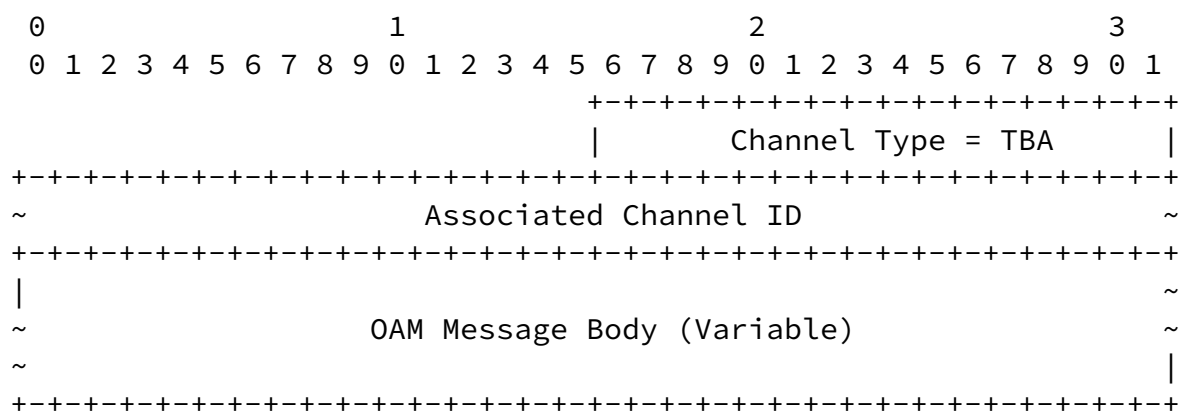 0                   1                   2                   3
 0 1 2 3 4 5 6 7 8 9 0 1 2 3 4 5 6 7 8 9 0 1 2 3 4 5 6 7 8 9 0 1
                                +-+-+-+-+-+-+-+-+-+-+-+-+-+-+-+-+
                                |       Channel Type = TBA      |
+-+-+-+-+-+-+-+-+-+-+-+-+-+-+-+-+-+-+-+-+-+-+-+-+-+-+-+-+-+-+-+-+
~                      Associated Channel ID                    ~
+-+-+-+-+-+-+-+-+-+-+-+-+-+-+-+-+-+-+-+-+-+-+-+-+-+-+-+-+-+-+-+-+
|                                                               ~
~                   OAM Message Body (Variable)                 ~
~                                                               |
+-+-+-+-+-+-+-+-+-+-+-+-+-+-+-+-+-+-+-+-+-+-+-+-+-+-+-+-+-+-+-+-+